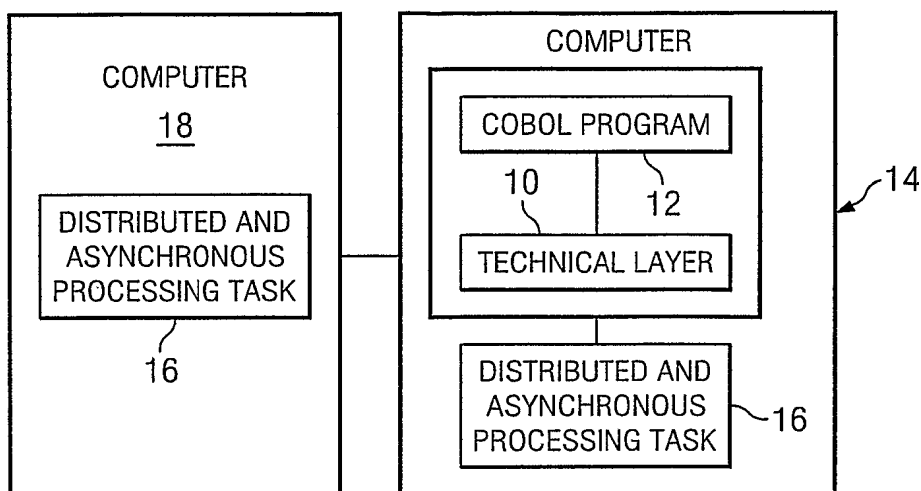 COMPUTER
18
DISTRIBUTED AND
ASYNCHRONOUS
PROCESSING TASK
16
COMPUTER
COBOL PROGRAM
10
12
TECHNICAL LAYER
14
DISTRIBUTED AND
ASYNCHRONOUS
PROCESSING TASK
16